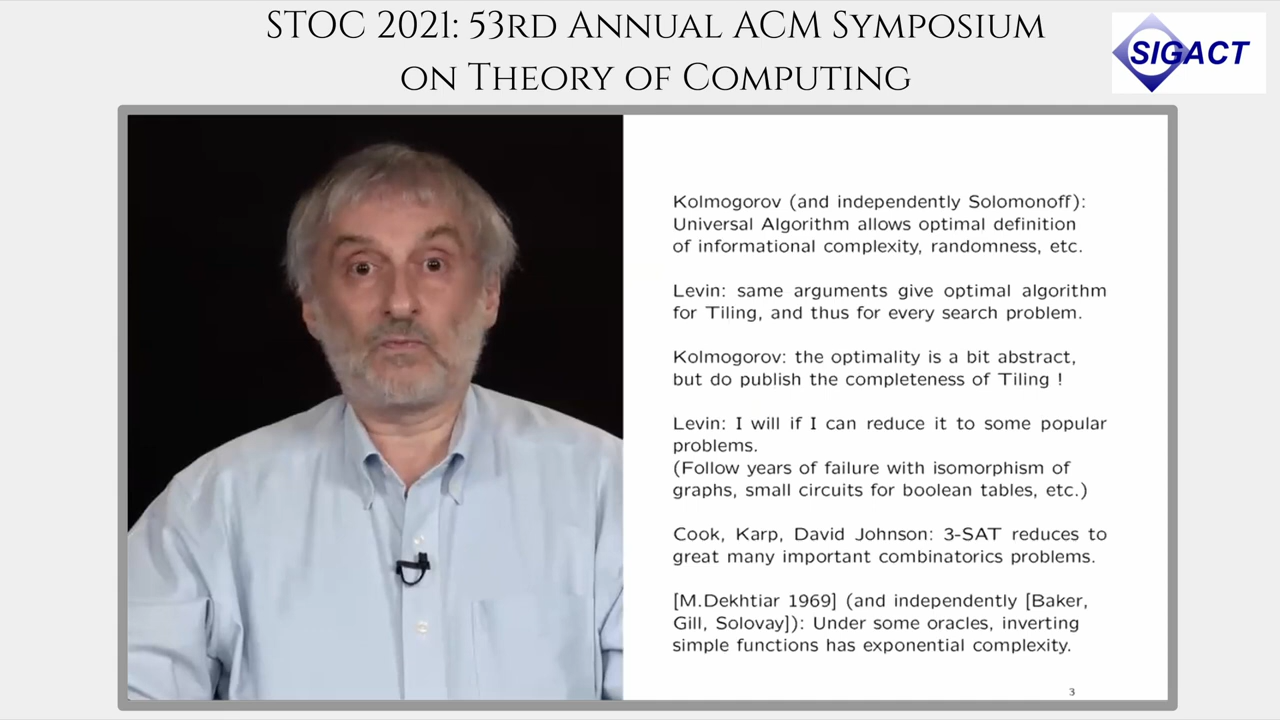 STOC 2021: 53RD ANNUAL ACM SYMPOSIUM
ON THEORY OF COMPUTING
SIGACT
Kolmogorov (and independently Solomonoff):
Universal Algorithm allows optimal definition
of informational complexity, randomness, etc.
Levin: same arguments give optimal algorithm
for Tiling, and thus for every search problem.
Kolmogorov: the optimality is a bit abstract,
but do publish the completeness of Tiling !
Levin: I will if I can reduce it to some popular
problems.
(Follow years of failure with isomorphism of
graphs, small circuits for boolean tables, etc.)
Cook, Karp, David Johnson: 3-SAT reduces to
great many important combinatorics problems.
[M.Dekhtiar 1969] (and independently [Baker,
Gill, Solovay]): Under some oracles, inverting
simple functions has exponential complexity.
3